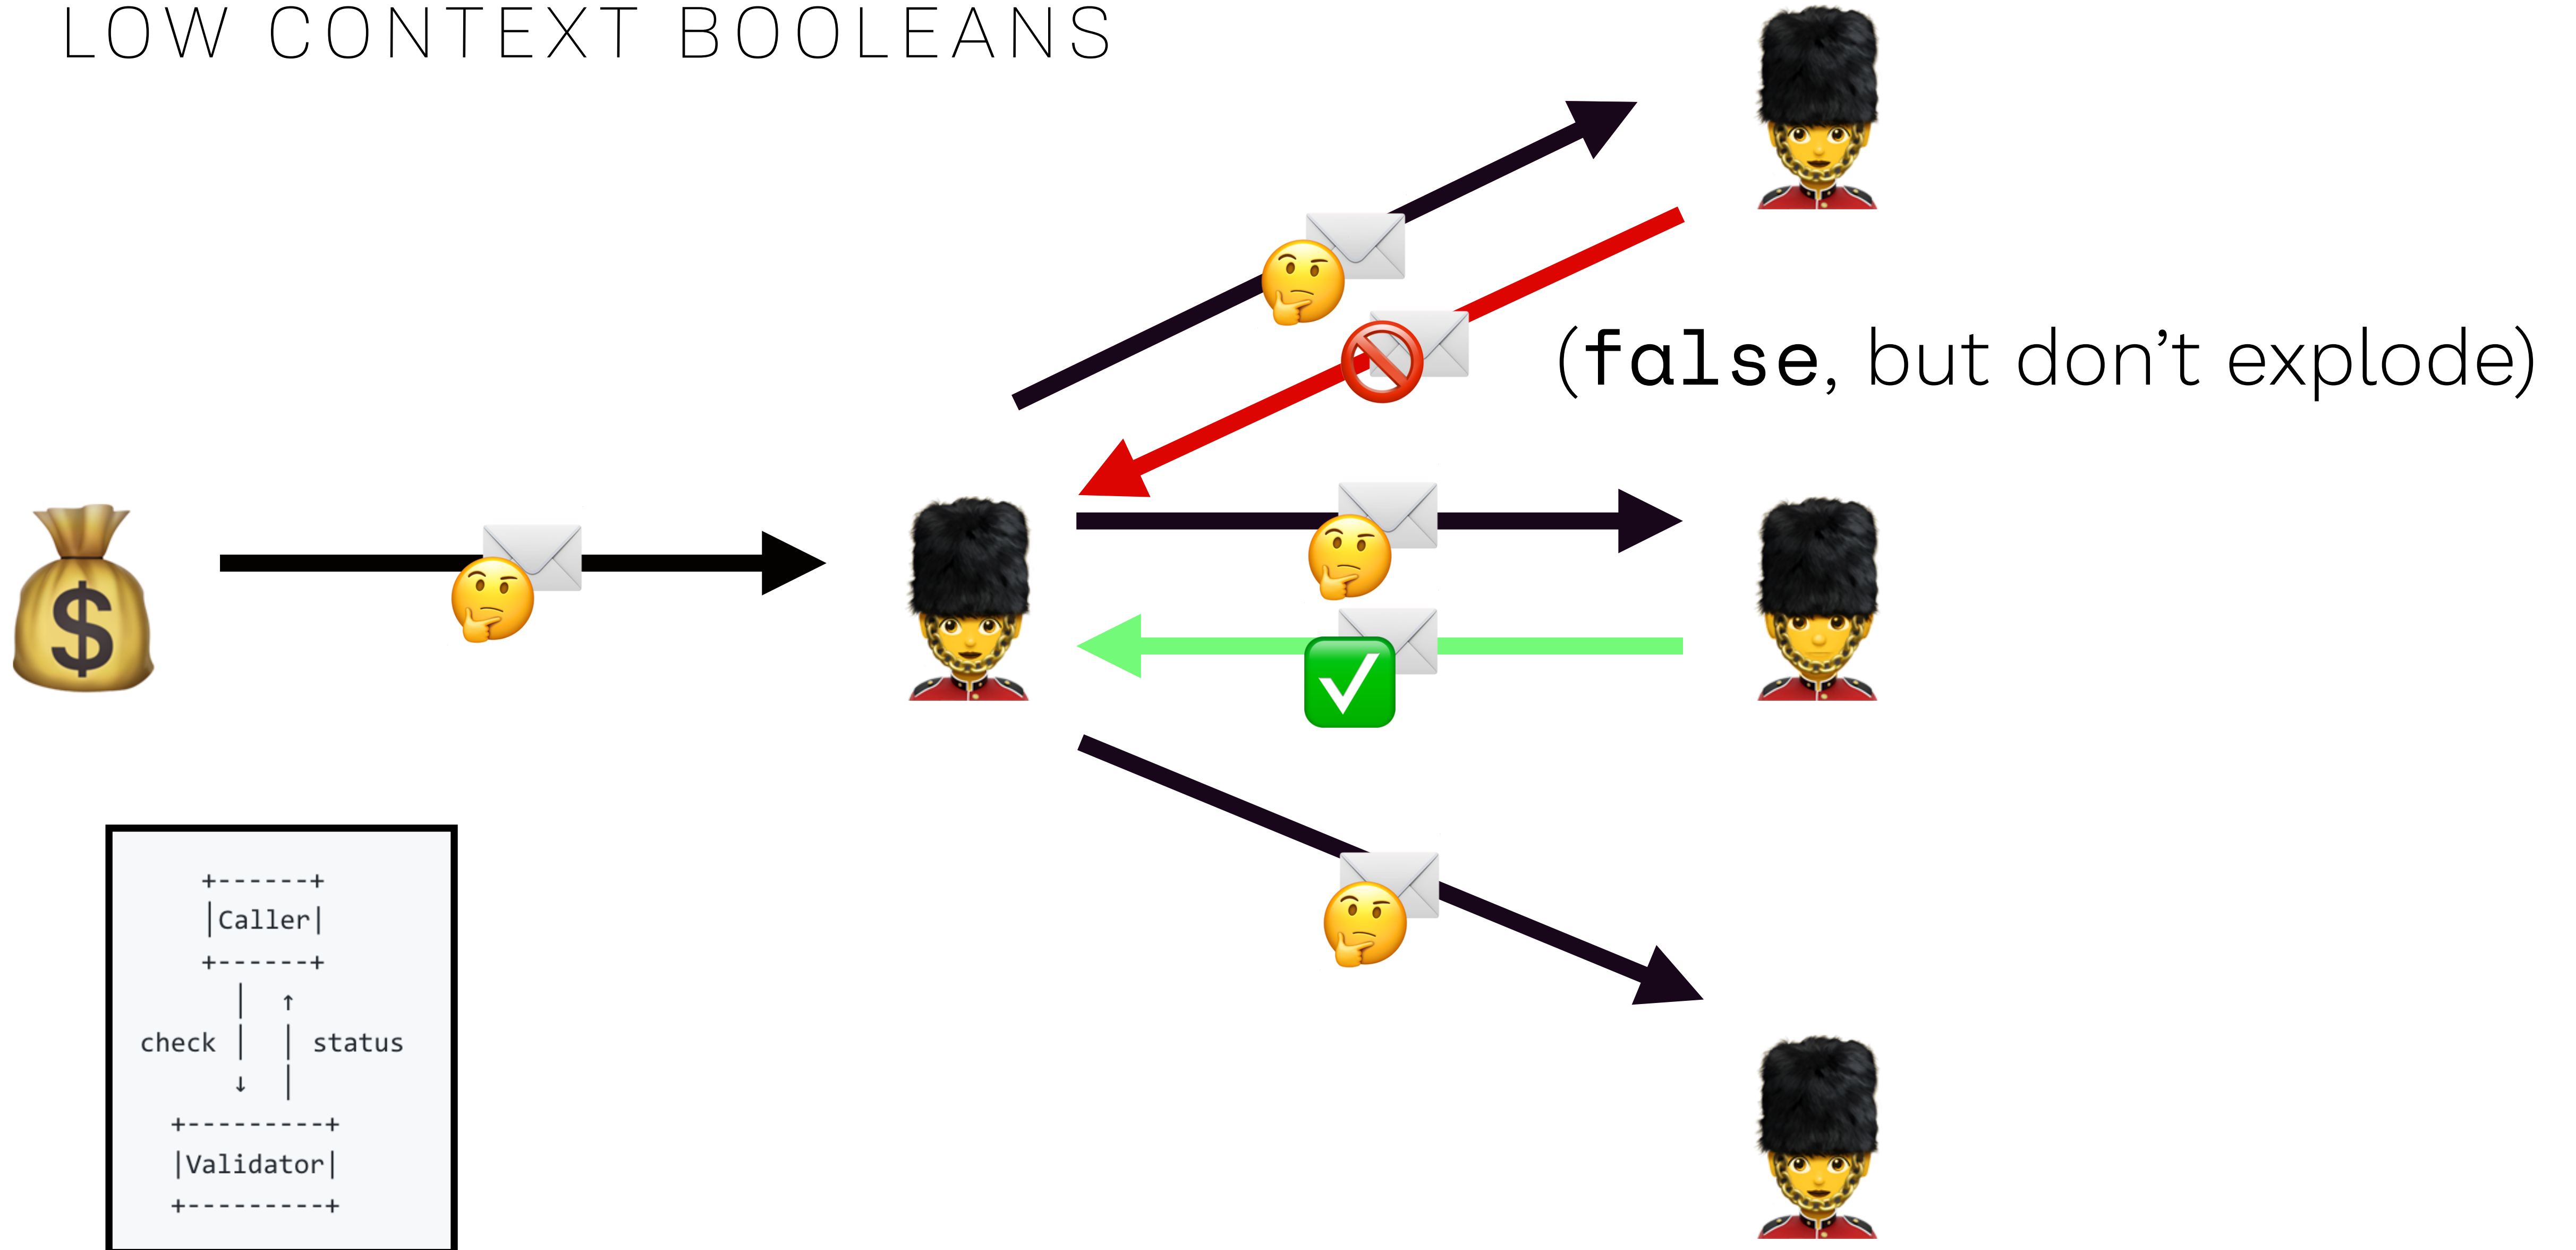 LOW CONTEXT BOOLEANS
(false, but don’t explode)
$
+------+
|Caller|
+------+
| ↑
check | | status
↓ |
+---------+
|Validator|
+---------+